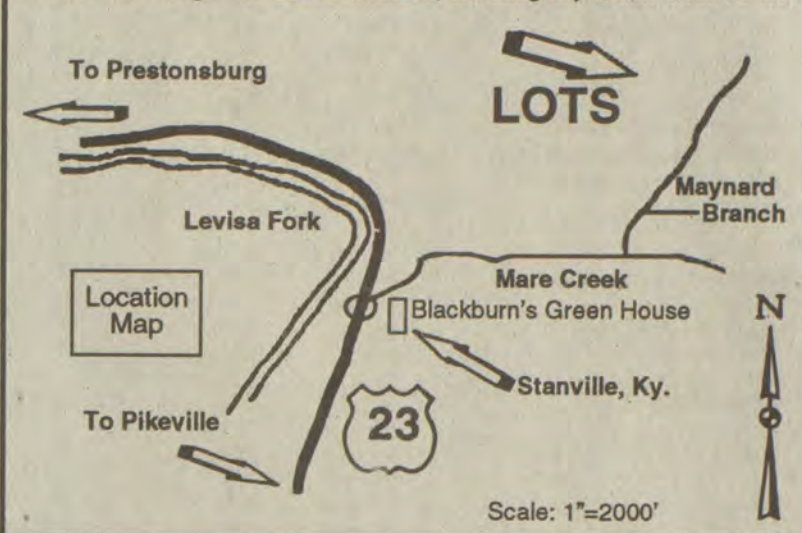 To Prestonsburg
LOTS
Maynard
Branch
Levisa Fork
Mare Creek
Location
Map
Blackburn's Green House
N
Stanville, Ky.
To Pikeville
23
Scale: 1"=2000'